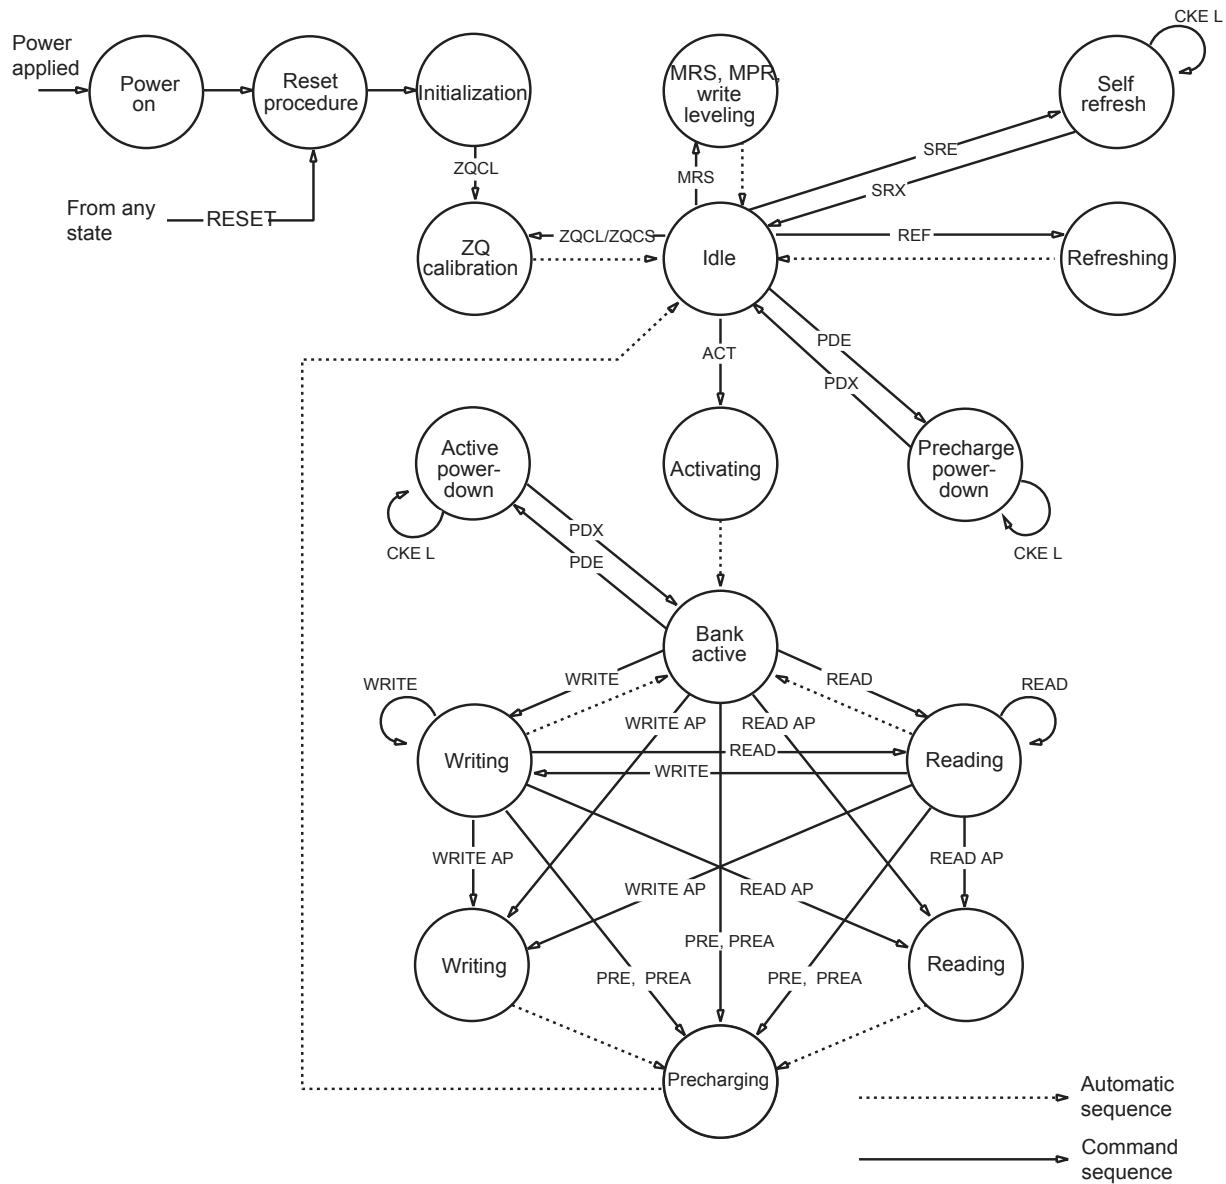 Power
applied
Power
on
Reset
procedure
Initialization
MRS, MPR,
write
leveling
Self
refresh
CKE L
From any
state
RESET
ZQCL
MRS
SRE
SRX
ZQ
calibration
ZQCL/ZQCS
Idle
REF
Refreshing
ACT
PDE
PDX
Active
power-
down
CKE L
Activating
Precharge
power-
down
CKE L
PDX
PDE
Bank
active
WRITE
WRITE
READ
READ
WRITE AP
READ AP
Writing
READ
WRITE
Reading
WRITE AP
READ AP
WRITE AP
READ AP
PRE, PREA
Writing
PRE, PREA
PRE, PREA
Reading
Precharging
Automatic
sequence
Command
sequence